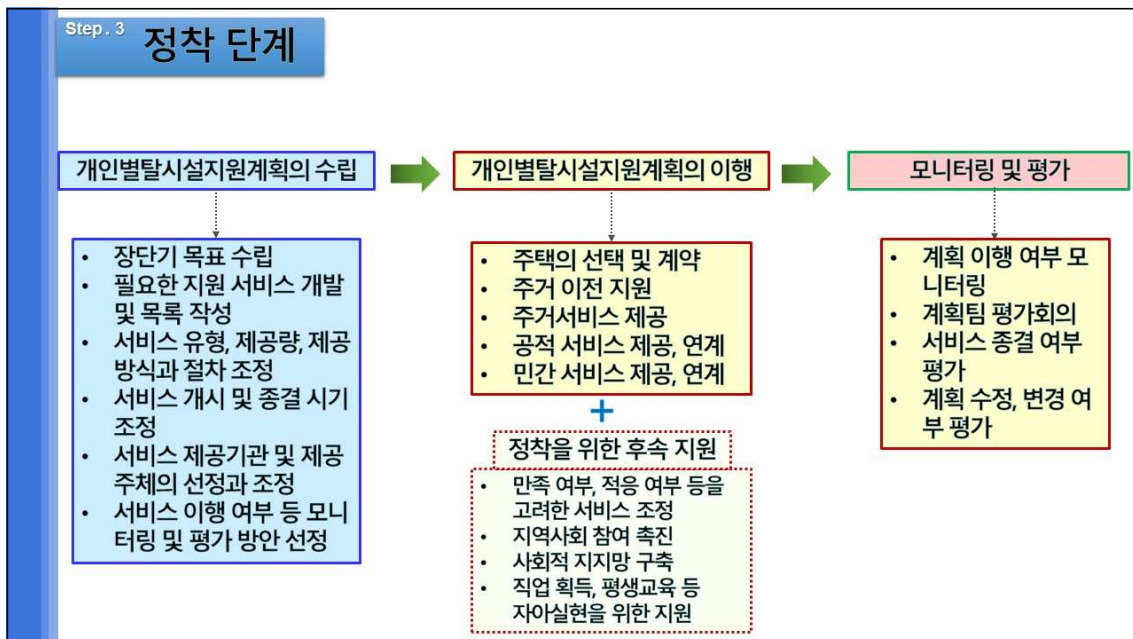 Step. 3
정착 단계
개인별탈시설지원계획의 수립
• 장단기 목표 수립
• 필요한 지원 서비스 개발
및 목록 작성
• 서비스 유형, 제공량, 제공
방식과 절차 조정
• 서비스 개시 및 종결 시기
조정
• 서비스 제공기관 및 제공
주체의 선정과 조정
• 서비스 이행 여부 등 모니
터링 및 평가 방안 선정
개인별탈시설지원계획의 이행
• 주택의 선택 및 계약
• 주거 이전 지원
• 주거서비스 제공
• 공적 서비스 제공, 연계
• 민간 서비스 제공, 연계
+
정착을 위한 후속 지원
• 만족 여부, 적응 여부 등을
고려한 서비스 조정
• 지역사회 참여 촉진
• 사회적 지지망 구축
• 직업 획득, 평생교육 등
자아실현을 위한 지원
모니터링 및 평가
• 계획 이행 여부 모
니터링
• 계획팀 평가회의
• 서비스 종결 여부
평가
• 계획 수정, 변경 여
부 평가